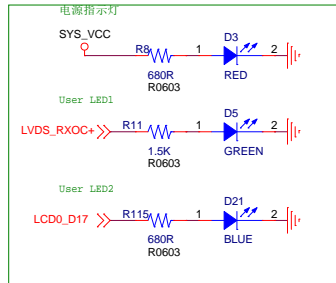 电源指示灯
SYS_VCC
R8 1 D3 2
680R RED
R0603
User LED1
LVDS_RXOC+ R11 1 D5 2
1.5K GREEN
R0603
User LED2
LCD0_D17 R115 1 D21 2
680R BLUE
R0603